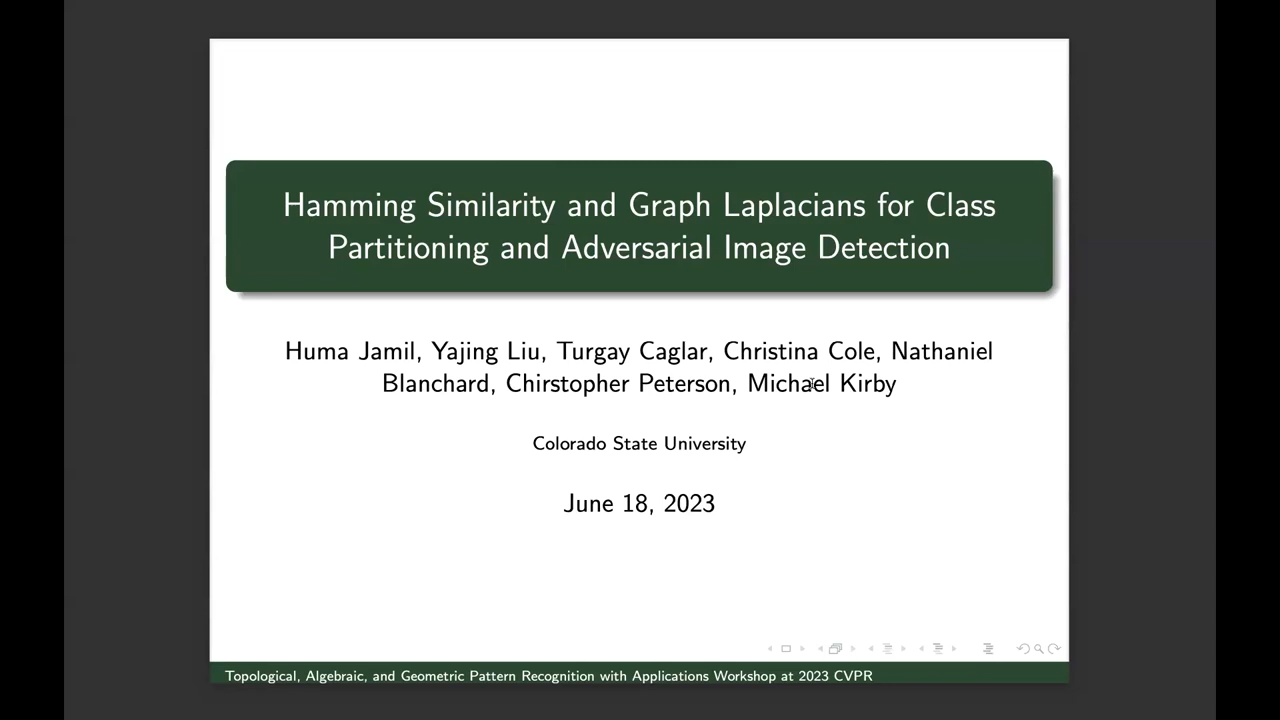 Hamming Similarity and Graph Laplacians for Class
Partitioning and Adversarial Image Detection
Huma Jamil, Yajing Liu, Turgay Caglar, Christina Cole, Nathaniel
Blanchard, Chirstopher Peterson, Michael Kirby
Colorado State University
June 18, 2023
Topological, Algebraic, and Geometric Pattern Recognition with Applications Workshop at 2023 CVPR